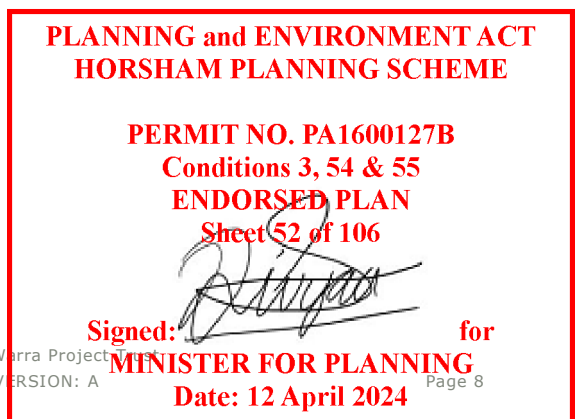 PLANNING and ENVIRONMENT ACT
HORSHAM PLANNING SCHEME
PERMIT NO. PA1600127B
Conditions 3, 54 & 55
ENDORSED PLAN
Sheet 52 of 106
Signed: for
Warra Project Trust
MINISTER FOR PLANNING
VERSION: A Page 8
Date: 12 April 2024